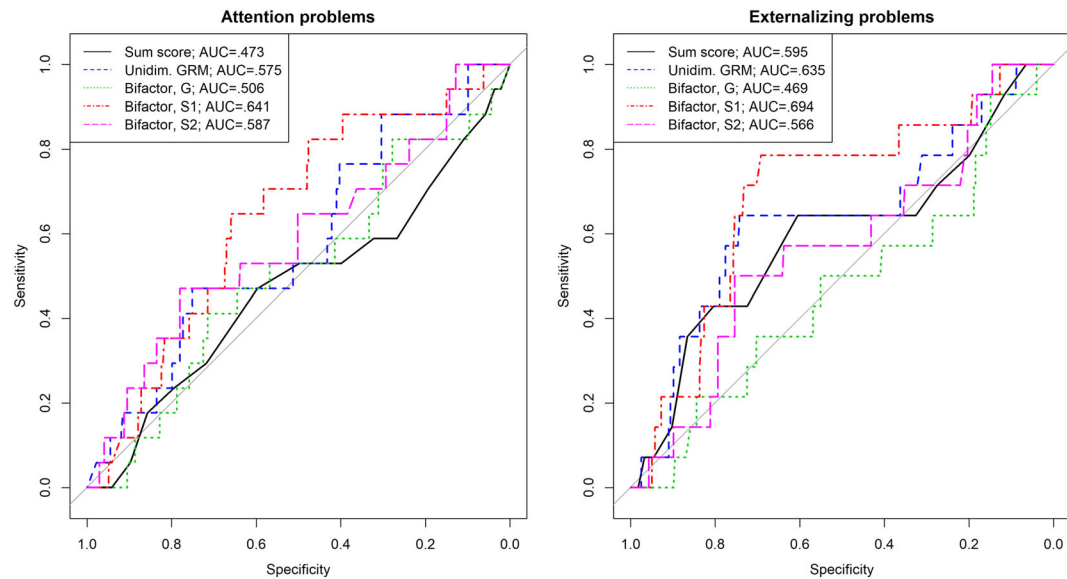 Attention problems
Sum score; AUC=.473
Unidim. GRM; AUC=.575
Bifactor, G; AUC=.506
Bifactor, S1; AUC=.641
Bifactor, S2; AUC=.587
Sensitivity
1.0
0.8
0.6
0.4
0.2
0.0
1.0 0.8 0.6 0.4 0.2 0.0
Specificity
Externalizing problems
Sum score; AUC=.595
Unidim. GRM; AUC=.635
Bifactor, G; AUC=.469
Bifactor, S1; AUC=.694
Bifactor, S2; AUC=.566
Sensitivity
1.0
0.8
0.6
0.4
0.2
0.0
1.0 0.8 0.6 0.4 0.2 0.0
Specificity